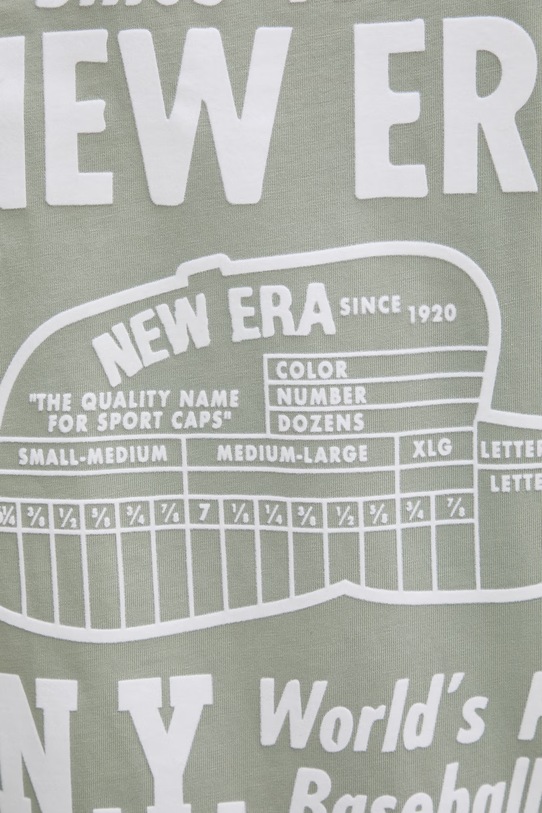 NEW ER
NEW ERA SINCE 1920
"THE QUALITY NAME
FOR SPORT CAPS"
COLOR
NUMBER
DOZENS
SMALL-MEDIUM MEDIUM-LARGE XLG LETTER
LETTE
⅜ ½ ⅝ ¾ ⅞ 7 ⅛ ¼ ⅜ ½ ⅝ ¾ ⅞
N.Y. World's
Baseball